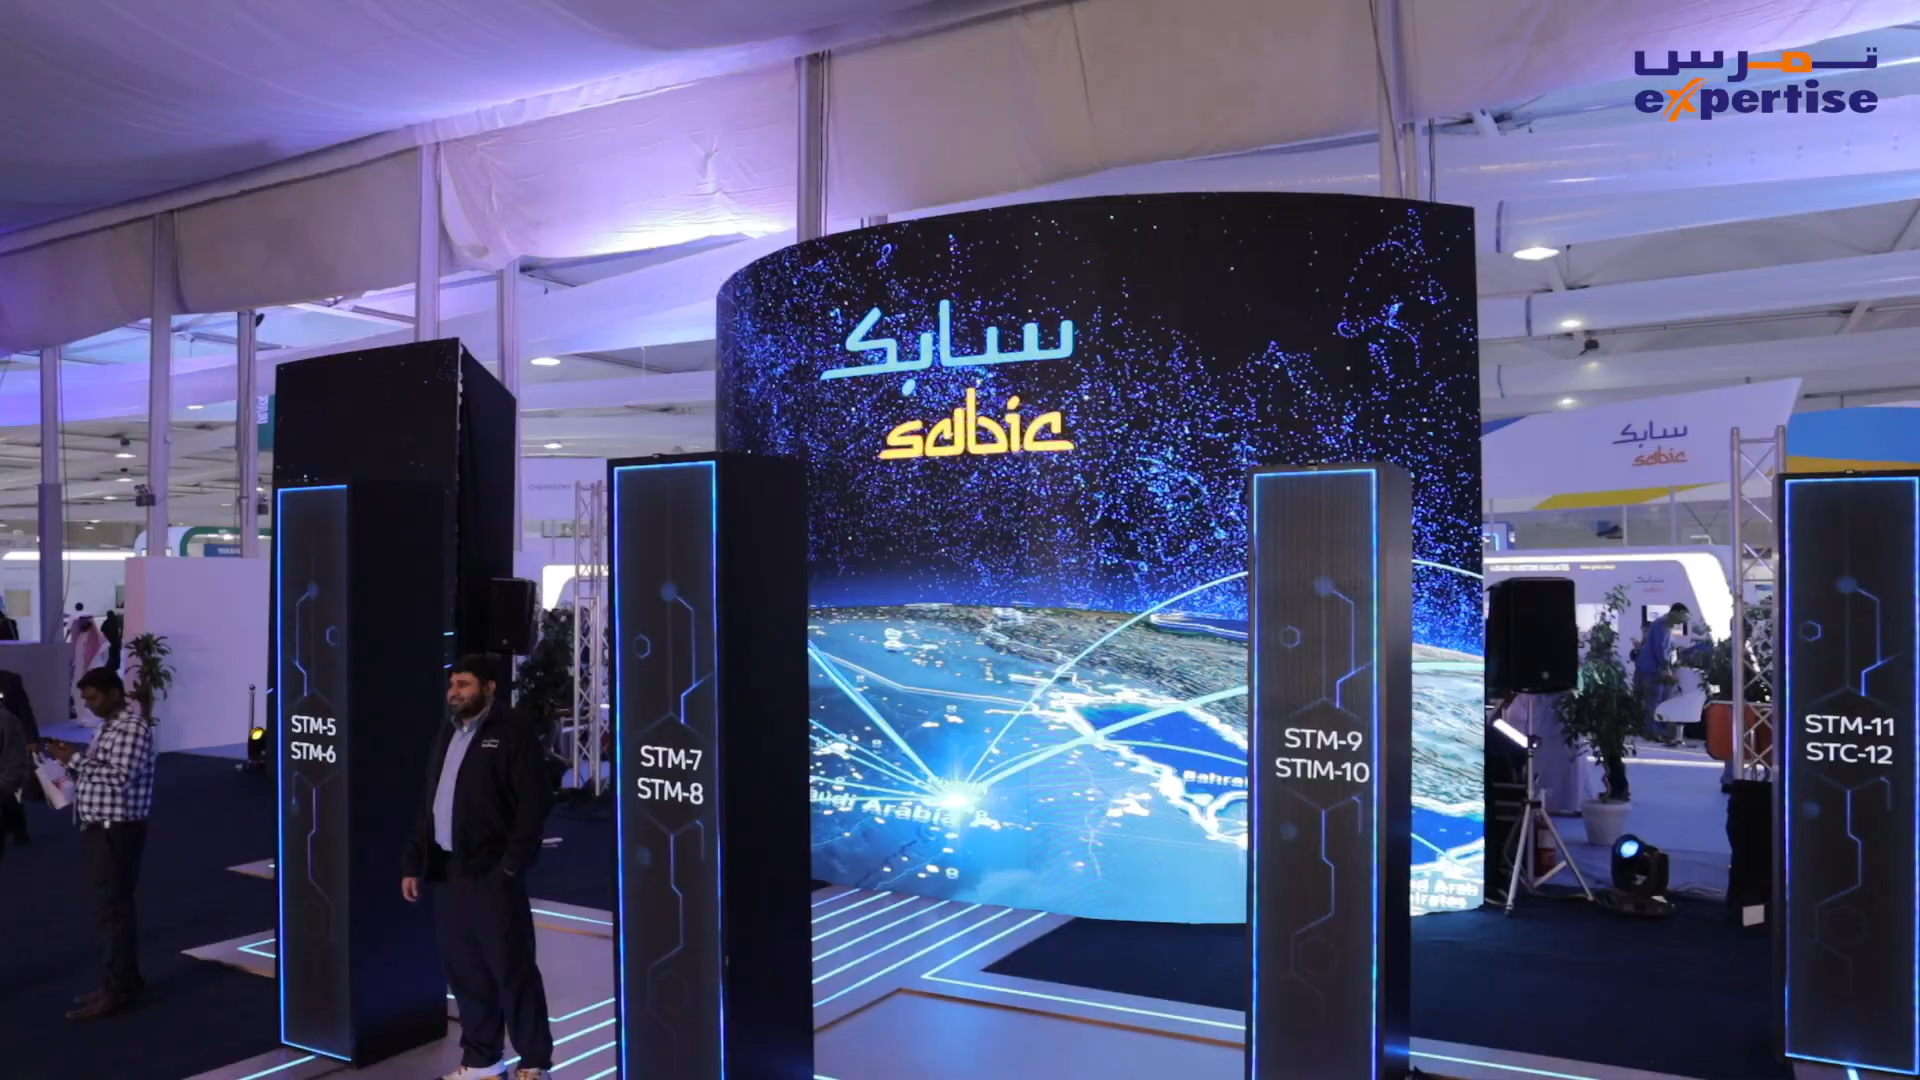 تمرس
expertise
سابك
sabic
سابك
sabic
سابك
STM-5
STM-6
STM-7
STM-8
STM-9
STIM-10
STM-11
STC-12
Saudi Arabia
Bahrain